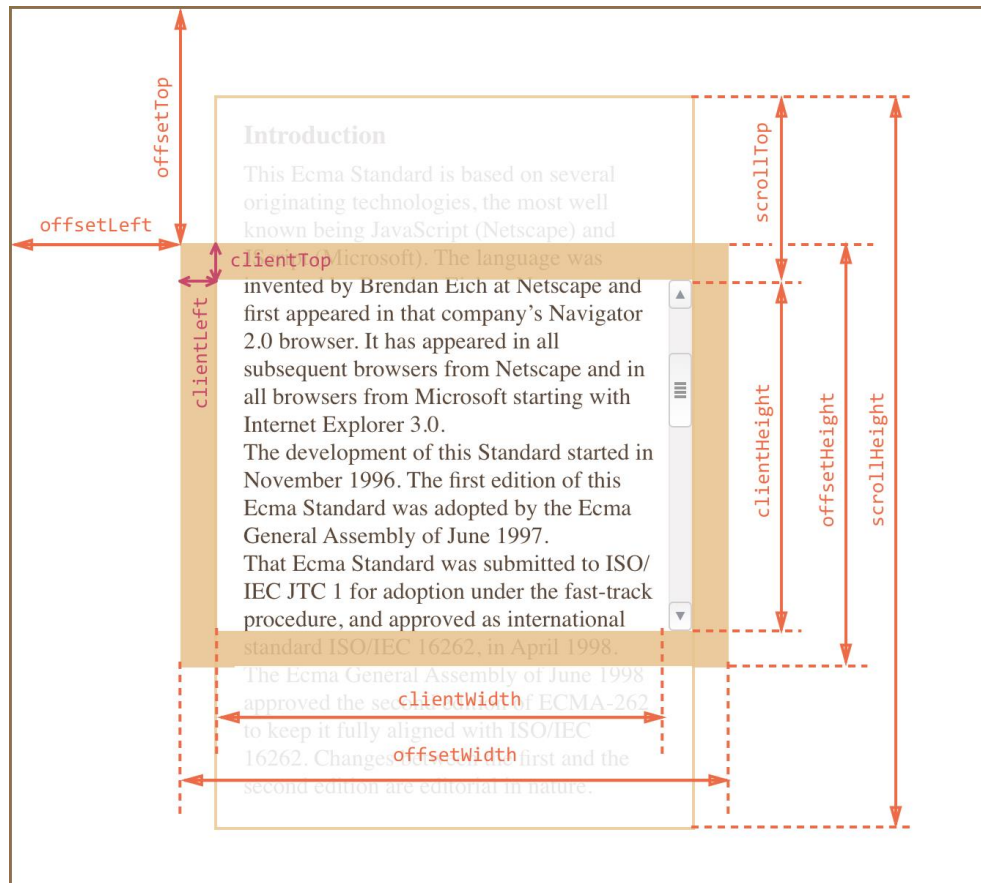 offsetTop
offsetLeft
scrollTop
Introduction
This Ecma Standard is based on several
originating technologies, the most well
known being JavaScript (Netscape) and
JScript (Microsoft). The language was
clientTop
clientLeft
invented by Brendan Eich at Netscape and
first appeared in that company’s Navigator
2.0 browser. It has appeared in all
subsequent browsers from Netscape and in
all browsers from Microsoft starting with
Internet Explorer 3.0.
The development of this Standard started in
November 1996. The first edition of this
Ecma Standard was adopted by the Ecma
General Assembly of June 1997.
That Ecma Standard was submitted to ISO/
IEC JTC 1 for adoption under the fast-track
procedure, and approved as international
standard ISO/IEC 16262, in April 1998.
The Ecma General Assembly of June 1998
approved the second edition of ECMA-262
to keep it fully aligned with ISO/IEC
16262. Changes between the first and the
second edition are editorial in nature.
clientWidth
offsetWidth
clientHeight
offsetHeight
scrollHeight